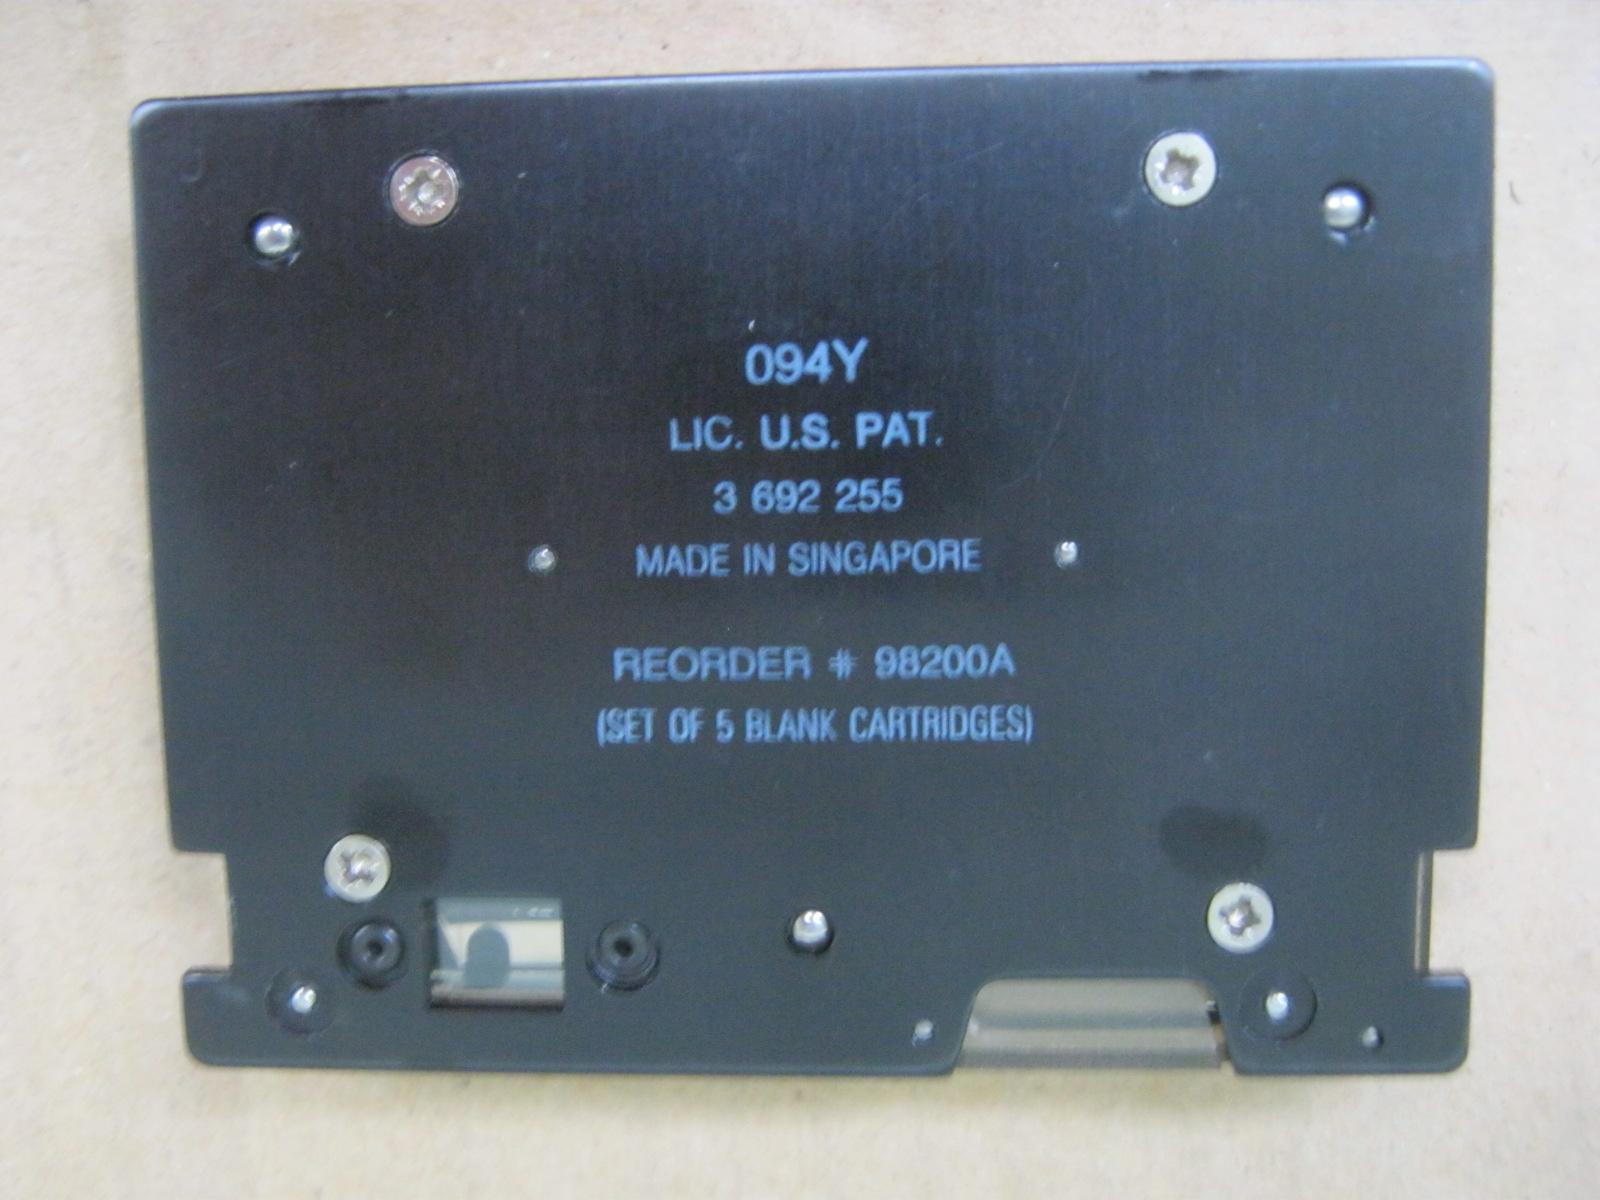 094Y
LIC. U.S. PAT.
3 692 255
MADE IN SINGAPORE
REORDER # 98200A
(SET OF 5 BLANK CARTRIDGES)